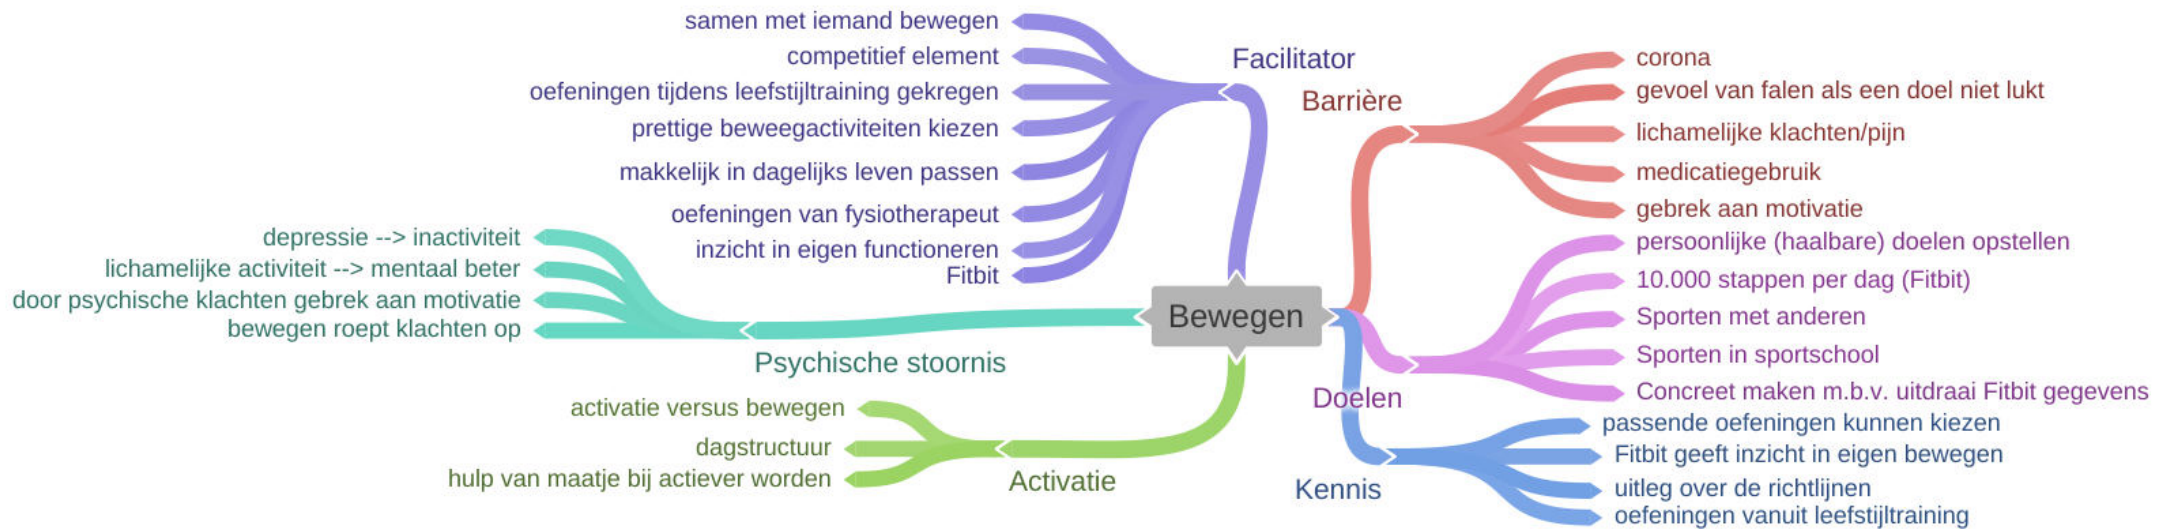 Bewegen
Facilitator
samen met iemand bewegen
competitief element
oefeningen tijdens leefstijltraining gekregen
prettige beweegactiviteiten kiezen
makkelijk in dagelijks leven passen
oefeningen van fysiotherapeut
inzicht in eigen functioneren
Fitbit
Psychische stoornis
depressie --> inactiviteit
lichamelijke activiteit --> mentaal beter
door psychische klachten gebrek aan motivatie
bewegen roept klachten op
Activatie
activatie versus bewegen
dagstructuur
hulp van maatje bij actiever worden
Barrière
corona
gevoel van falen als een doel niet lukt
lichamelijke klachten/pijn
medicatiegebruik
gebrek aan motivatie
Doelen
persoonlijke (haalbare) doelen opstellen
10.000 stappen per dag (Fitbit)
Sporten met anderen
Sporten in sportschool
Concreet maken m.b.v. uitdraai Fitbit gegevens
Kennis
passende oefeningen kunnen kiezen
Fitbit geeft inzicht in eigen bewegen
uitleg over de richtlijnen
oefeningen vanuit leefstijltraining